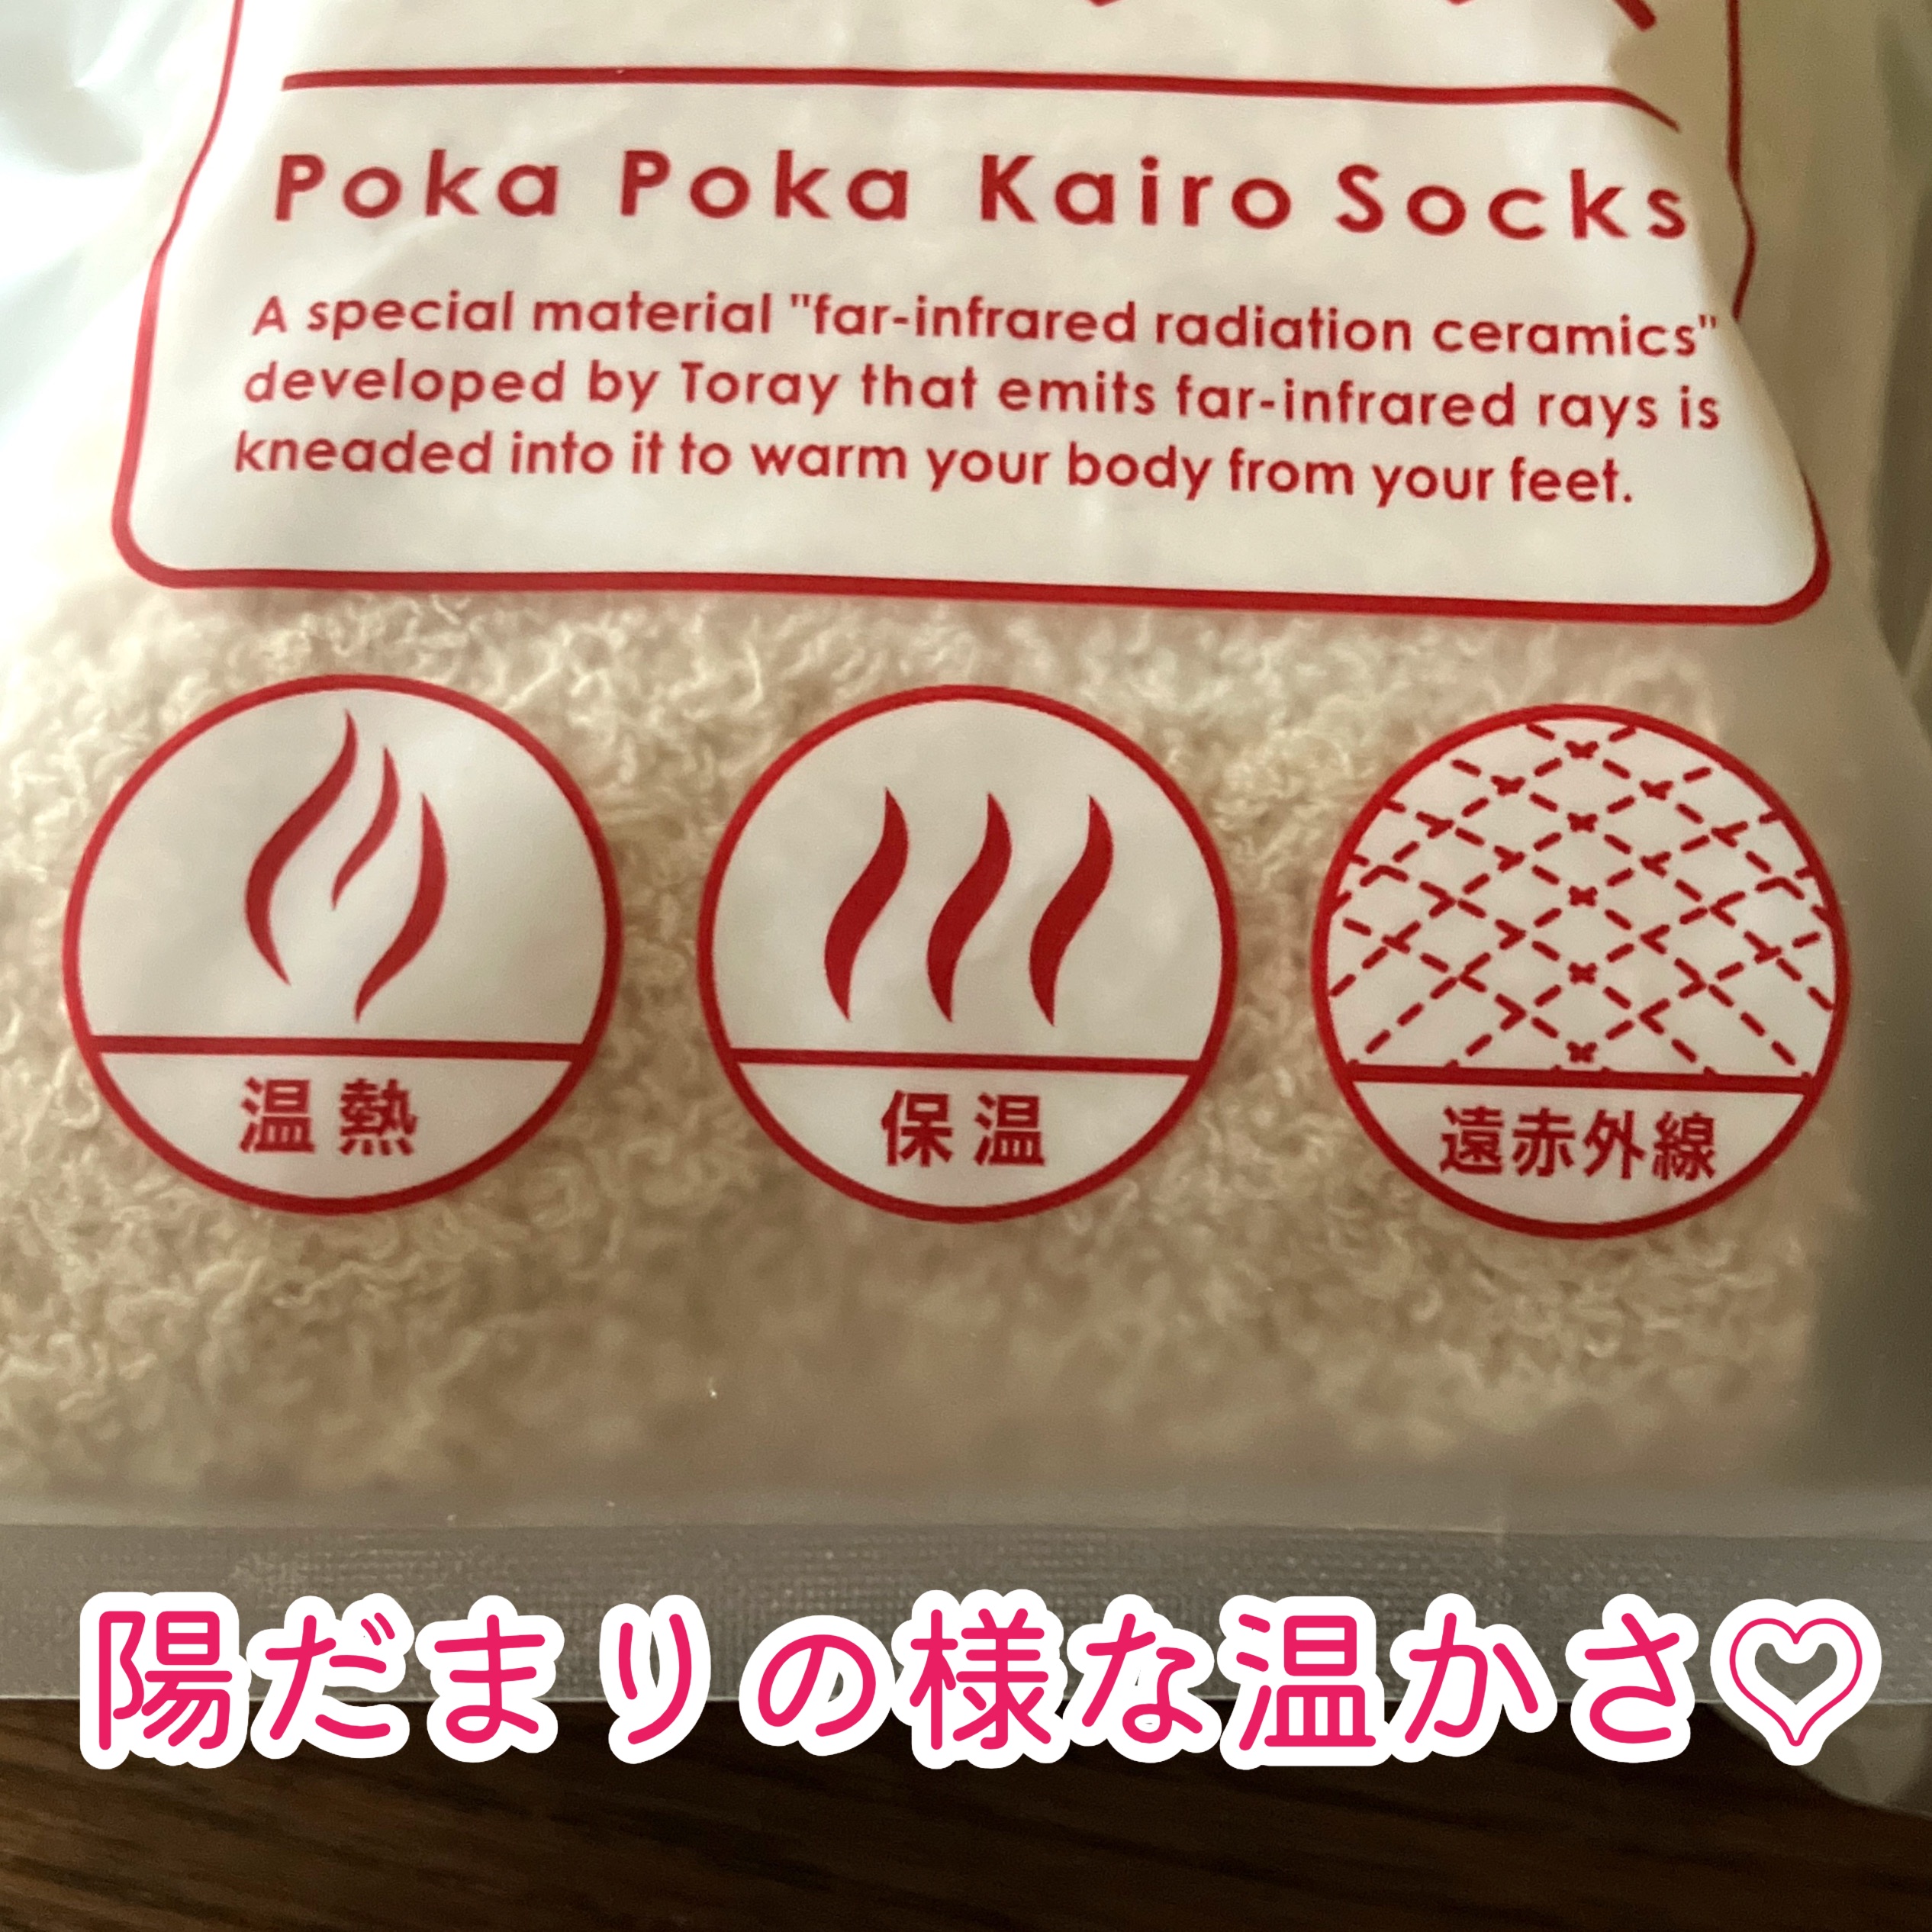 Poka Poka Kairo Socks
A special material "far-infrared radiation ceramics"
developed by Toray that emits far-infrared rays is
kneaded into it to warm your body from your feet.
温熱
保温
遠赤外線
陽だまりの様な温かさ♡